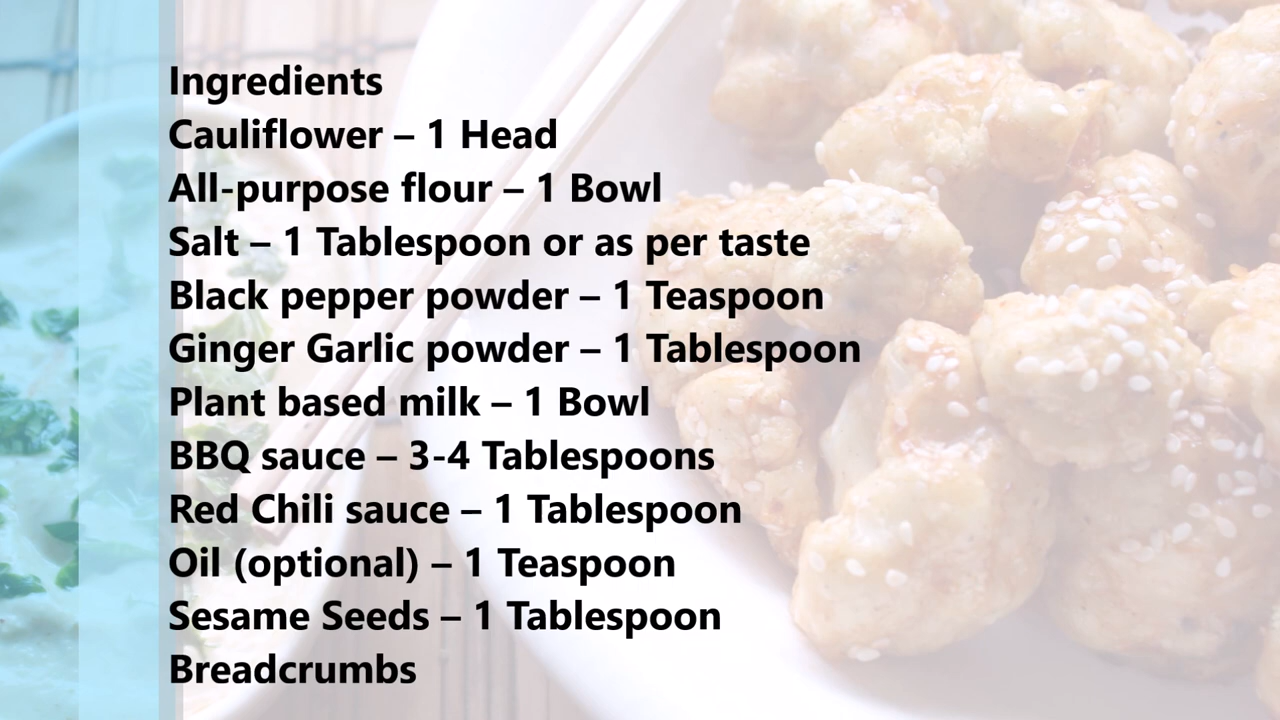 Ingredients
Cauliflower – 1 Head
All-purpose flour – 1 Bowl
Salt – 1 Tablespoon or as per taste
Black pepper powder – 1 Teaspoon
Ginger Garlic powder – 1 Tablespoon
Plant based milk – 1 Bowl
BBQ sauce – 3-4 Tablespoons
Red Chili sauce – 1 Tablespoon
Oil (optional) – 1 Teaspoon
Sesame Seeds – 1 Tablespoon
Breadcrumbs